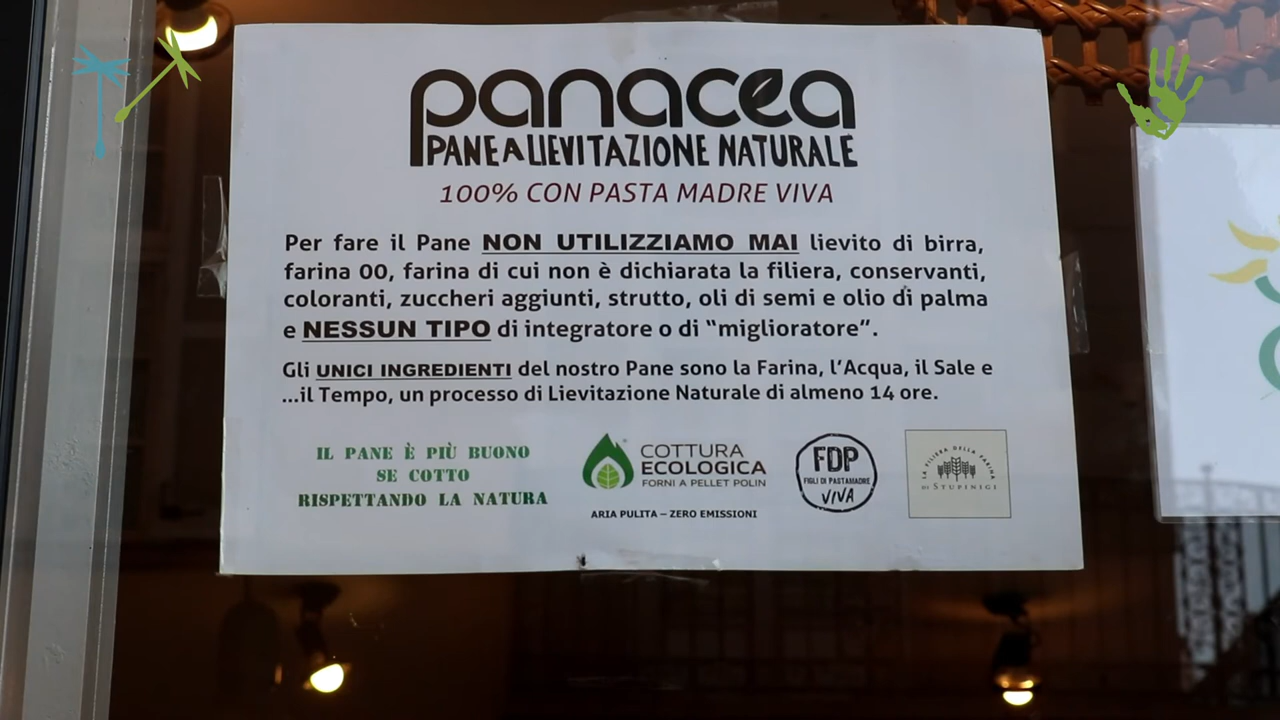 panacea
PANE A LIEVITAZIONE NATURALE
100% CON PASTA MADRE VIVA
Per fare il Pane NON UTILIZZIAMO MAI lievito di birra,
farina 00, farina di cui non è dichiarata la filiera, conservanti,
coloranti, zuccheri aggiunti, strutto, oli di semi e olio di palma
e NESSUN TIPO di integratore o di “miglioratore”.
Gli UNICI INGREDIENTI del nostro Pane sono la Farina, l’Acqua, il Sale e
...il Tempo, un processo di Lievitazione Naturale di almeno 14 ore.
IL PANE È PIÙ BUONO
SE COTTO
RISPETTANDO LA NATURA
COTTURA
ECOLOGICA
FORNI A PELLET POLIN
ARIA PULITA – ZERO EMISSIONI
FDP
FIGLI DI PASTAMADRE
VIVA
LA FILIERA DELLA FARINA
DI STUPINIGI